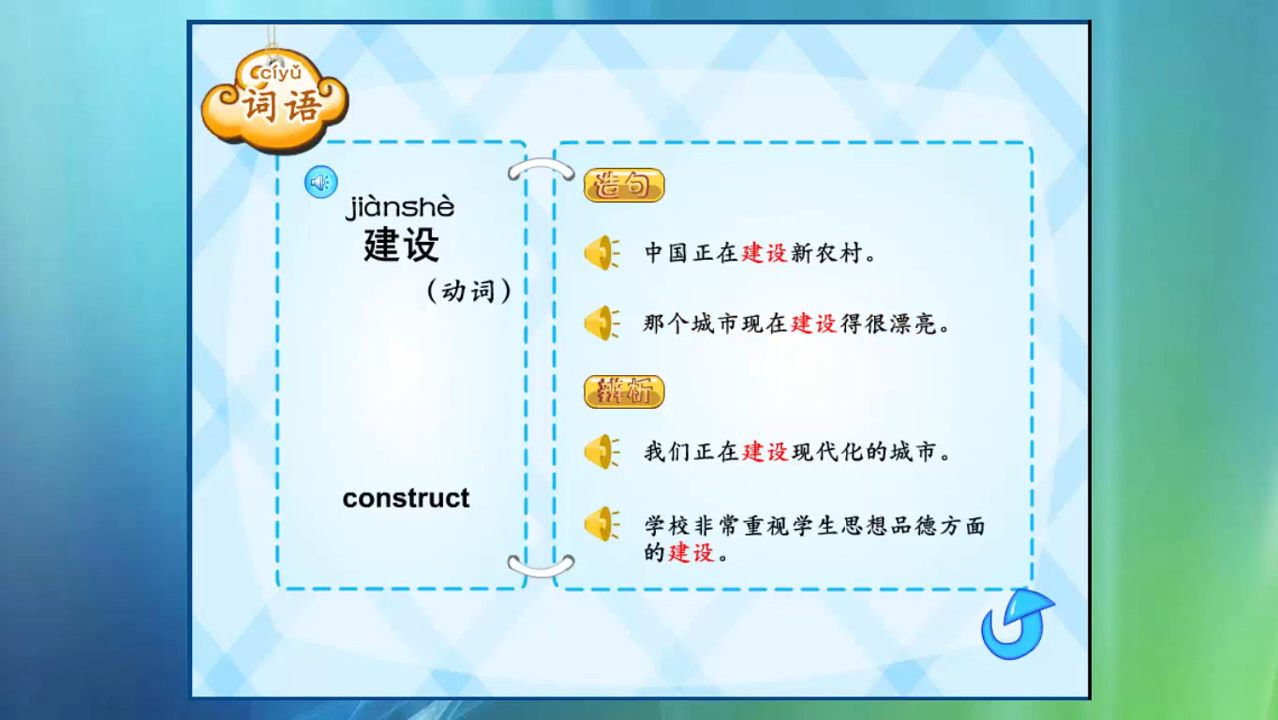 cíyǔ
词语
jiànshè
建设
（动词）
construct
造句
中国正在建设新农村。
那个城市现在建设得很漂亮。
辨析
我们正在建设现代化的城市。
学校非常重视学生思想品德方面
的建设。